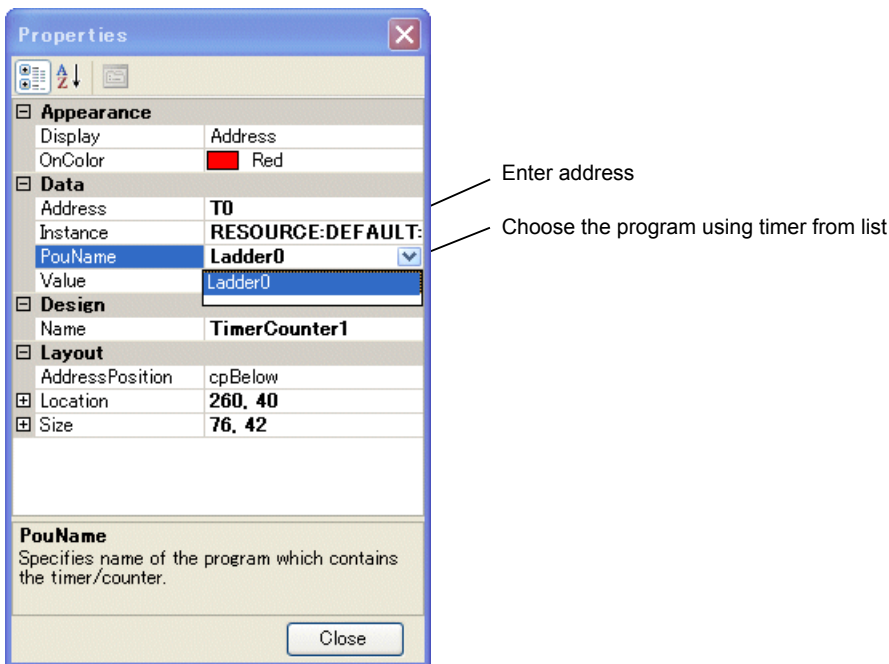 Properties
A
Z
Appearance
Display Address
OnColor Red
Data
Address T0
Instance RESOURCE:DEFAULT:
PouName Ladder0
Value Ladder0
Design
Name TimerCounter1
Layout
AddressPosition cpBelow
Location 260, 40
Size 76, 42
PouName
Specifies name of the program which contains
the timer/counter.
Close
Enter address
Choose the program using timer from list